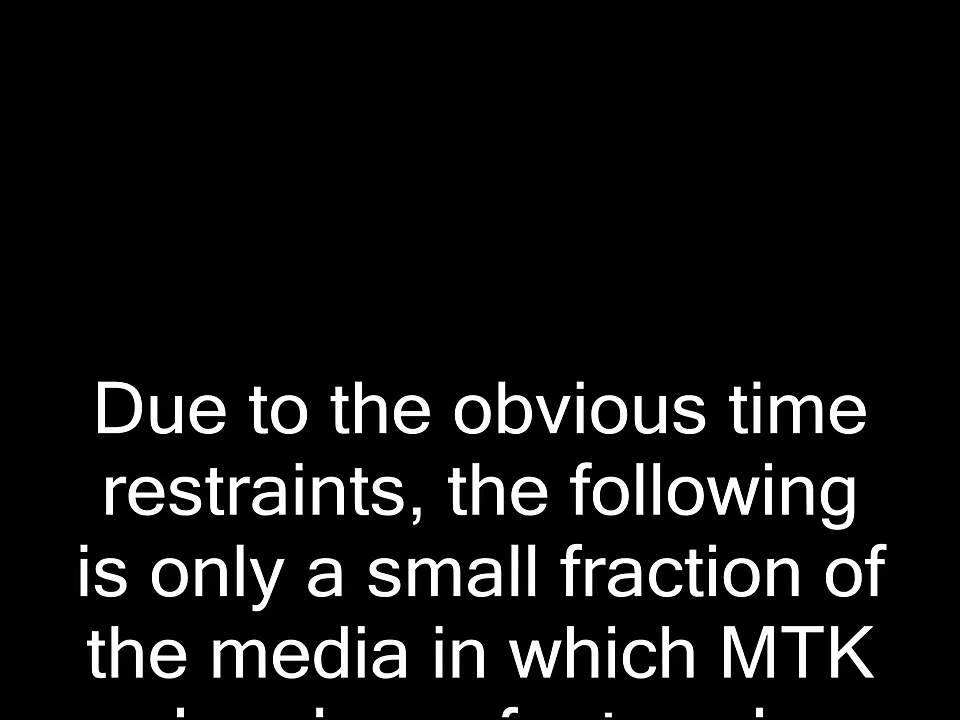 Due to the obvious time
restraints, the following
is only a small fraction of
the media in which MTK